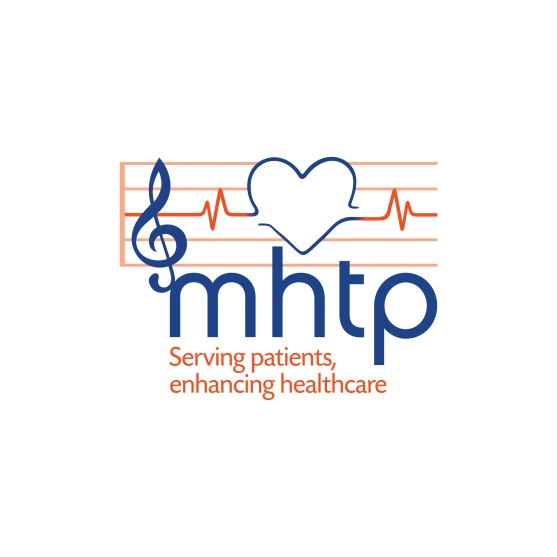 mhtp
Serving patients,
enhancing healthcare